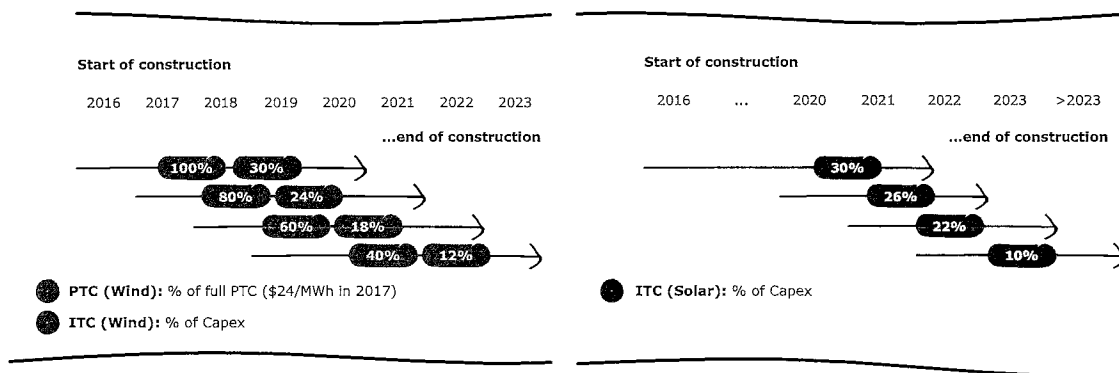 Start of construction
2016 2017 2018 2019 2020 2021 2022 2023
...end of construction
100% 30%
80% 24%
60% 18%
40% 12%
PTC (Wind): % of full PTC ($24/MWh in 2017)
ITC (Wind): % of Capex
Start of construction
2016 ... 2020 2021 2022 2023 >2023
...end of construction
30%
26%
22%
10%
ITC (Solar): % of Capex